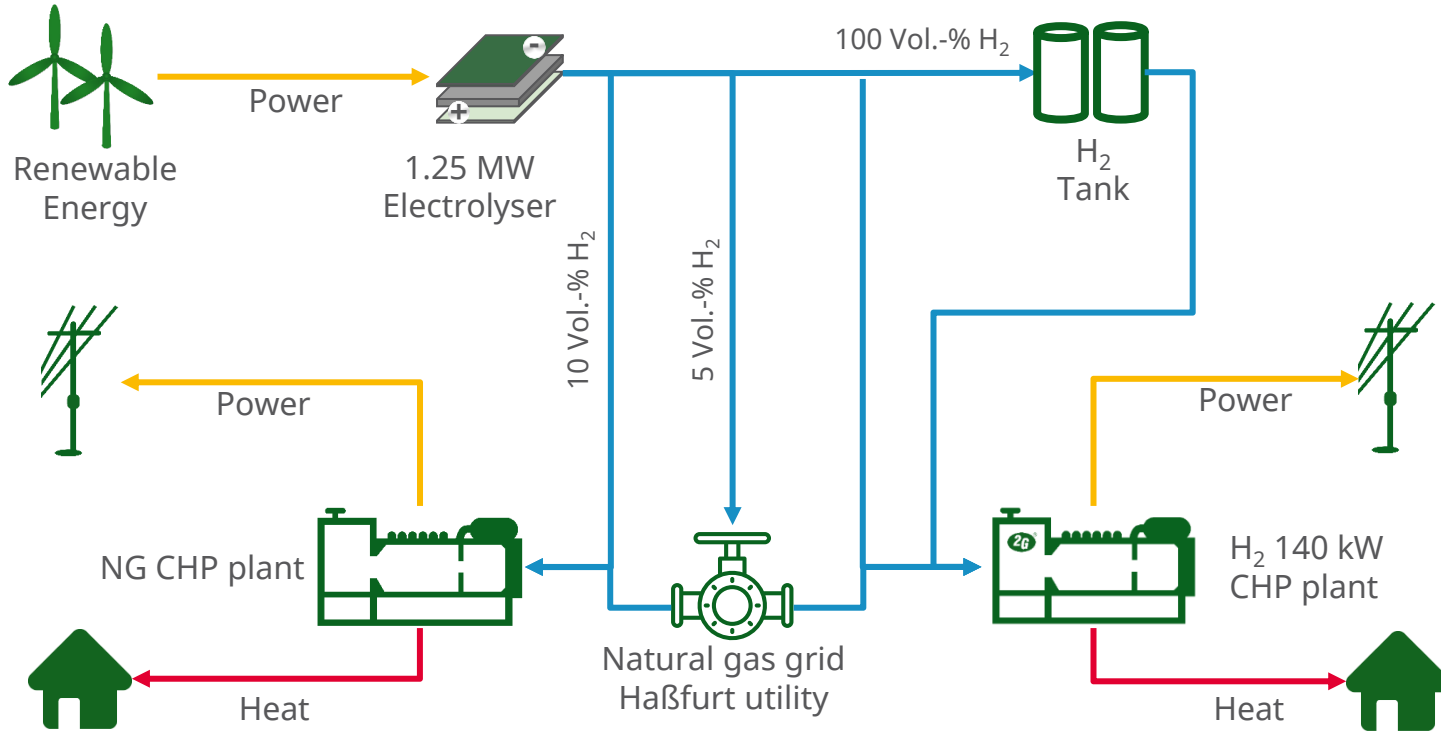 100 Vol.-% H₂
Power
-
+
Renewable
Energy
1.25 MW
Electrolyser
H₂
Tank
10 Vol.-% H₂
5 Vol.-% H₂
Power
Power
NG CHP plant
2G
H₂ 140 kW
CHP plant
Natural gas grid
Haßfurt utility
Heat
Heat